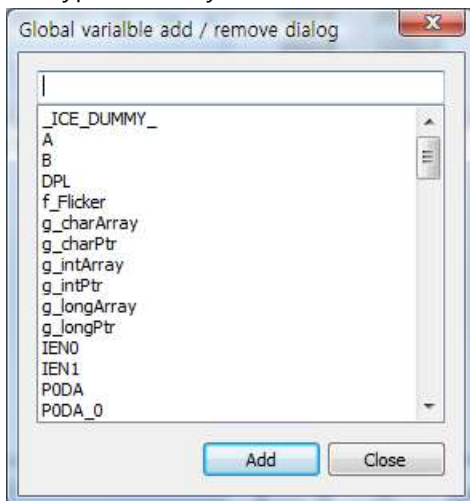 Global varialble add / remove dialog
_ICE_DUMMY_
A
B
DPL
f_Flicker
g_charArray
g_charPtr
g_intArray
g_intPtr
g_longArray
g_longPtr
IEN0
IEN1
P0DA
P0DA_0
Add Close